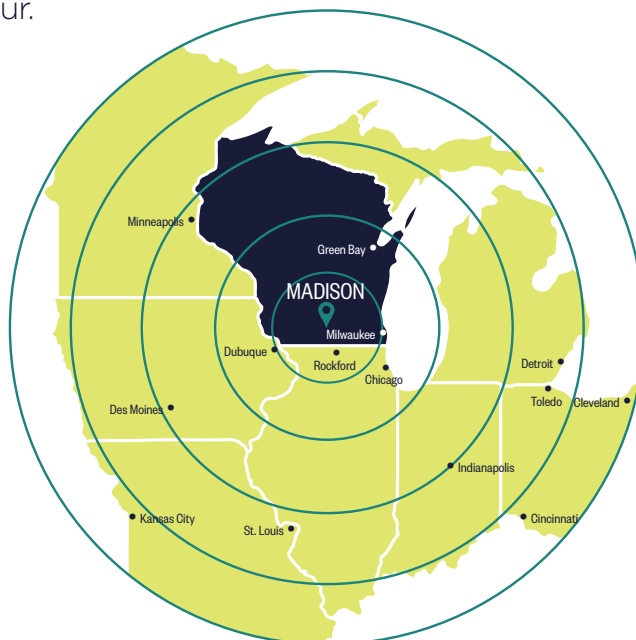 ur.
Minneapolis
Green Bay
MADISON
Milwaukee
Dubuque
Rockford
Chicago
Detroit
Des Moines
Toledo
Cleveland
Indianapolis
Kansas City
St. Louis
Cincinnati